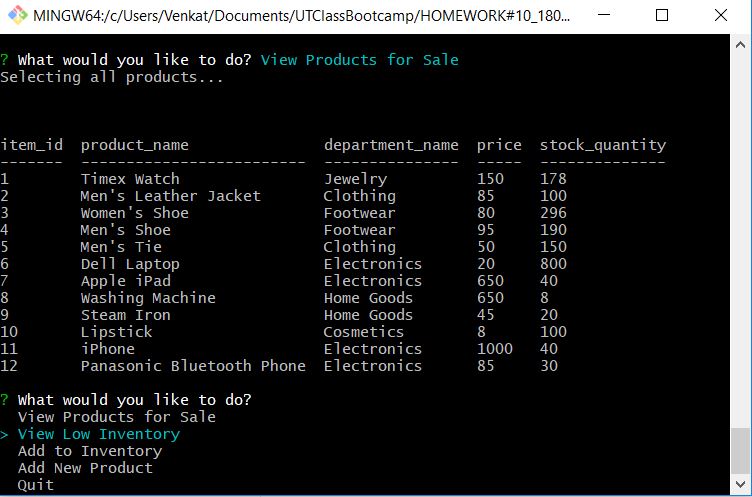 MINGW64:/c/Users/Venkat/Documents/UTClassBootcamp/HOMEWORK#10_180...
? What would you like to do? View Products for Sale
Selecting all products...
item_id  product_name               department_name  price  stock_quantity
-------  -------------------------  ---------------  -----  --------------
1        Timex Watch                Jewelry          150    178
2        Men's Leather Jacket       Clothing         85     100
3        Women's Shoe               Footwear         80     296
4        Men's Shoe                 Footwear         95     190
5        Men's Tie                  Clothing         50     150
6        Dell Laptop                Electronics      20     800
7        Apple iPad                 Electronics      650    40
8        Washing Machine            Home Goods       650    8
9        Steam Iron                 Home Goods       45     20
10       Lipstick                   Cosmetics        8      100
11       iPhone                     Electronics      1000   40
12       Panasonic Bluetooth Phone  Electronics      85     30
? What would you like to do?
  View Products for Sale
> View Low Inventory
  Add to Inventory
  Add New Product
  Quit